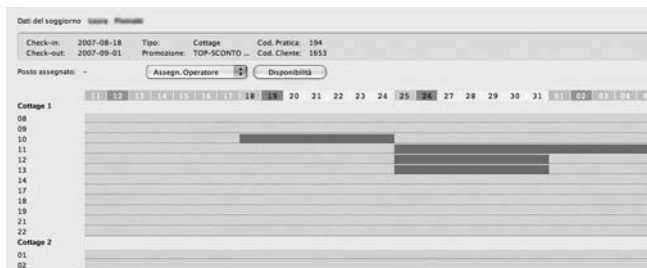 Dati del soggiorno
Check-in: 2007-08-18 Tipo: Cottage Cod. Pratica: 194
Check-out: 2007-09-01 Promozione: TOP-SCONTO ... Cod. Cliente: 1653
Posto assegnato: - Assegn. Operatore Disponibilità
11 12 13 14 15 16 17 18 19 20 21 22 23 24 25 26 27 28 29 30 31 01 02 03 04
Cottage 1
08
09
10
11
12
13
14
17
18
19
21
22
Cottage 2
01
02